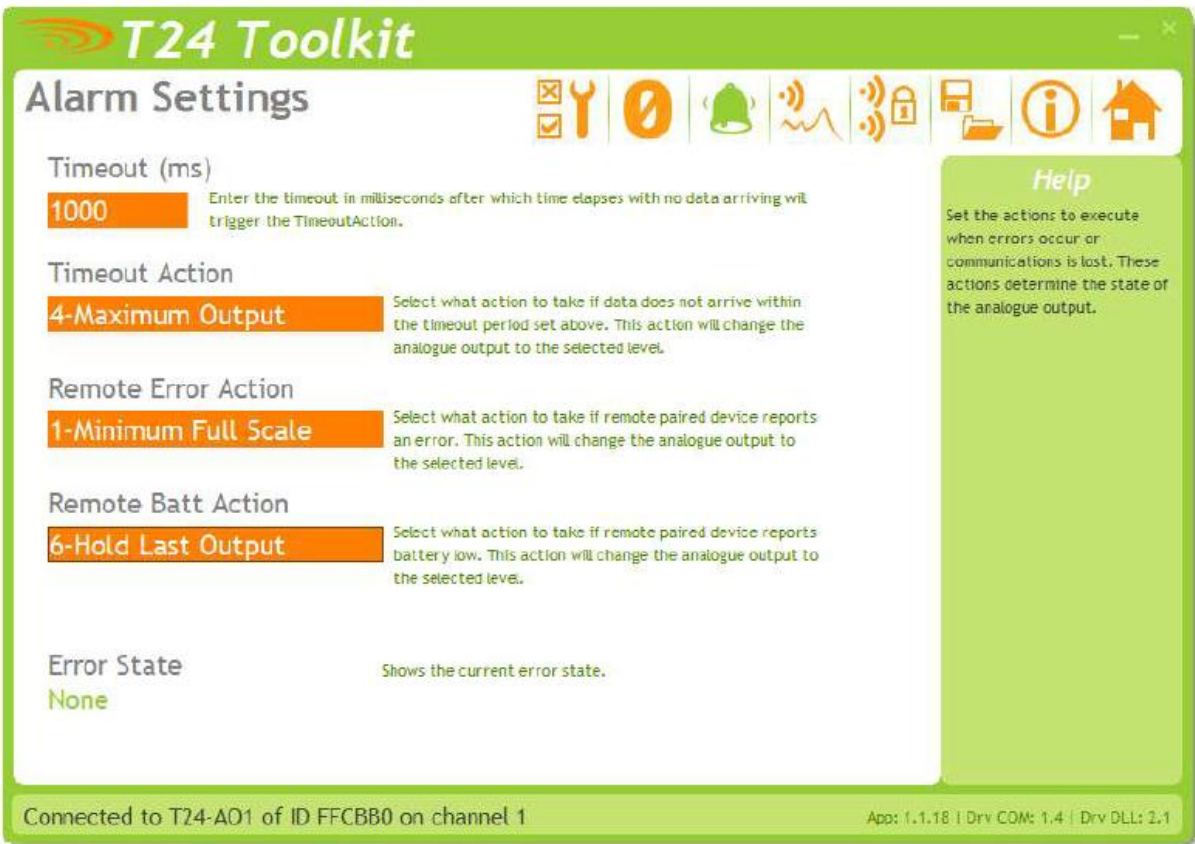 T24 Toolkit
Alarm Settings
Timeout (ms)
1000
Enter the timeout in milliseconds after which time elapses with no data arriving will
trigger the TimeoutAction.
Timeout Action
4-Maximum Output
Select what action to take if data does not arrive within
the timeout period set above. This action will change the
analogue output to the selected level.
Remote Error Action
1-Minimum Full Scale
Select what action to take if remote paired device reports
an error. This action will change the analogue output to
the selected level.
Remote Batt Action
6-Hold Last Output
Select what action to take if remote paired device reports
battery low. This action will change the analogue output to
the selected level.
Error State
None
Shows the current error state.
Help
Set the actions to execute
when errors occur or
communications is lost. These
actions determine the state of
the analogue output.
Connected to T24-AO1 of ID FFCBB0 on channel 1
App: 1.1.18 | Drv COM: 1.4 | Drv DLL: 2.1